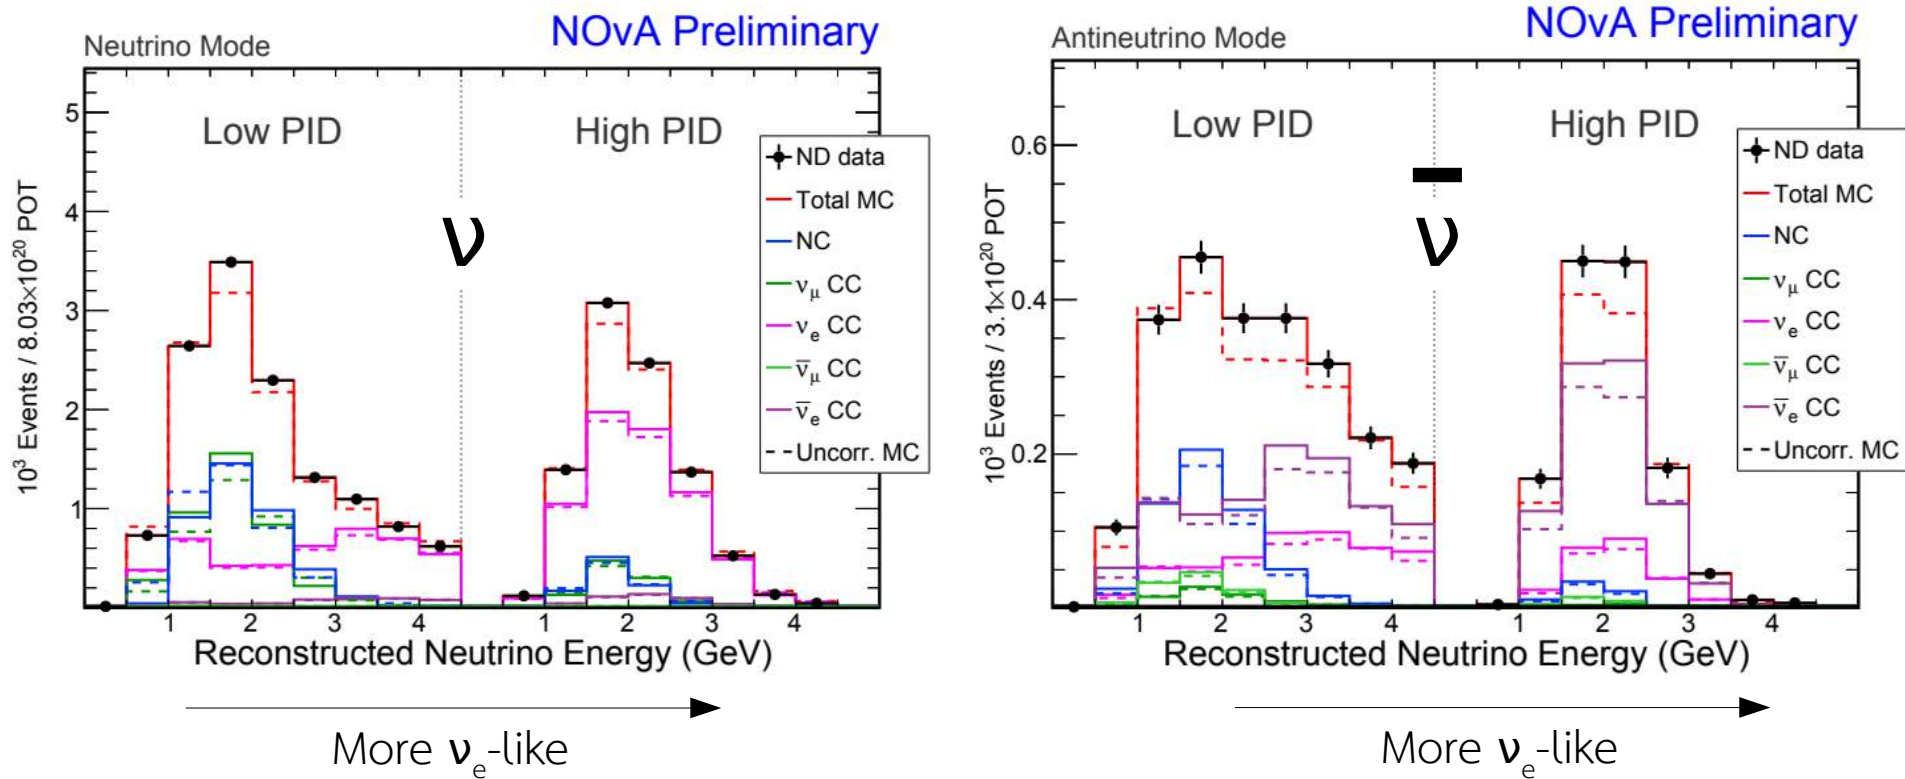 Neutrino Mode
NOνA Preliminary
Low PID
High PID
ν
ND data
Total MC
NC
νμ CC
νe CC
ν̄μ CC
ν̄e CC
Uncorr. MC
10³ Events / 8.03×10²⁰ POT
5
4
3
2
1
1 2 3 4 1 2 3 4
Reconstructed Neutrino Energy (GeV)
More νe-like
Antineutrino Mode
NOνA Preliminary
Low PID
High PID
ν̄
ND data
Total MC
NC
νμ CC
νe CC
ν̄μ CC
ν̄e CC
Uncorr. MC
10³ Events / 3.1×10²⁰ POT
0.6
0.4
0.2
1 2 3 4 1 2 3 4
Reconstructed Neutrino Energy (GeV)
More νe-like